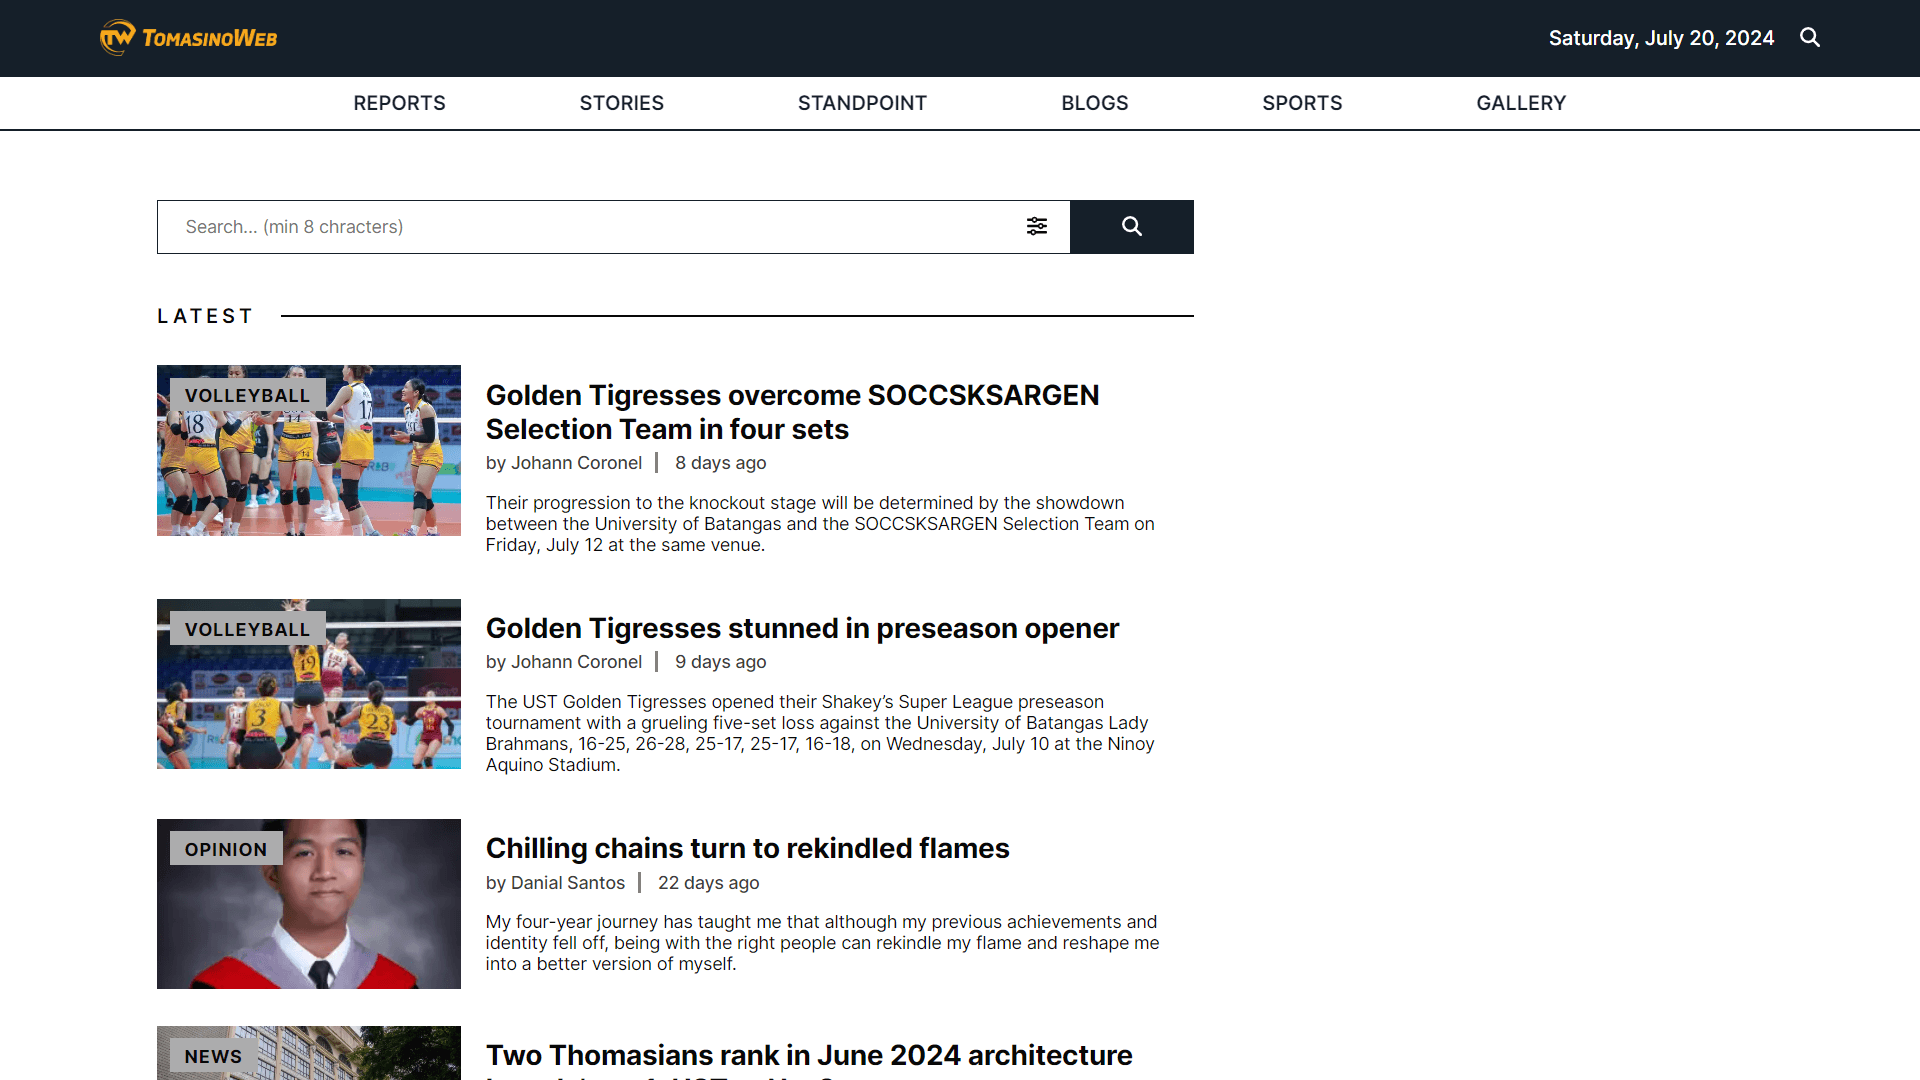 TW TOMASINOWEB
Saturday, July 20, 2024
REPORTS STORIES STANDPOINT BLOGS SPORTS GALLERY
Search... (min 8 chracters)
LATEST
VOLLEYBALL
18
14
17
Golden Tigresses overcome SOCCSKSARGEN
Selection Team in four sets
by Johann Coronel | 8 days ago
Their progression to the knockout stage will be determined by the showdown
between the University of Batangas and the SOCCSKSARGEN Selection Team on
Friday, July 12 at the same venue.
VOLLEYBALL
19
3
23
Golden Tigresses stunned in preseason opener
by Johann Coronel | 9 days ago
The UST Golden Tigresses opened their Shakey’s Super League preseason
tournament with a grueling five-set loss against the University of Batangas Lady
Brahmans, 16-25, 26-28, 25-17, 25-17, 16-18, on Wednesday, July 10 at the Ninoy
Aquino Stadium.
OPINION
Chilling chains turn to rekindled flames
by Danial Santos | 22 days ago
My four-year journey has taught me that although my previous achievements and
identity fell off, being with the right people can rekindle my flame and reshape me
into a better version of myself.
NEWS
Two Thomasians rank in June 2024 architecture